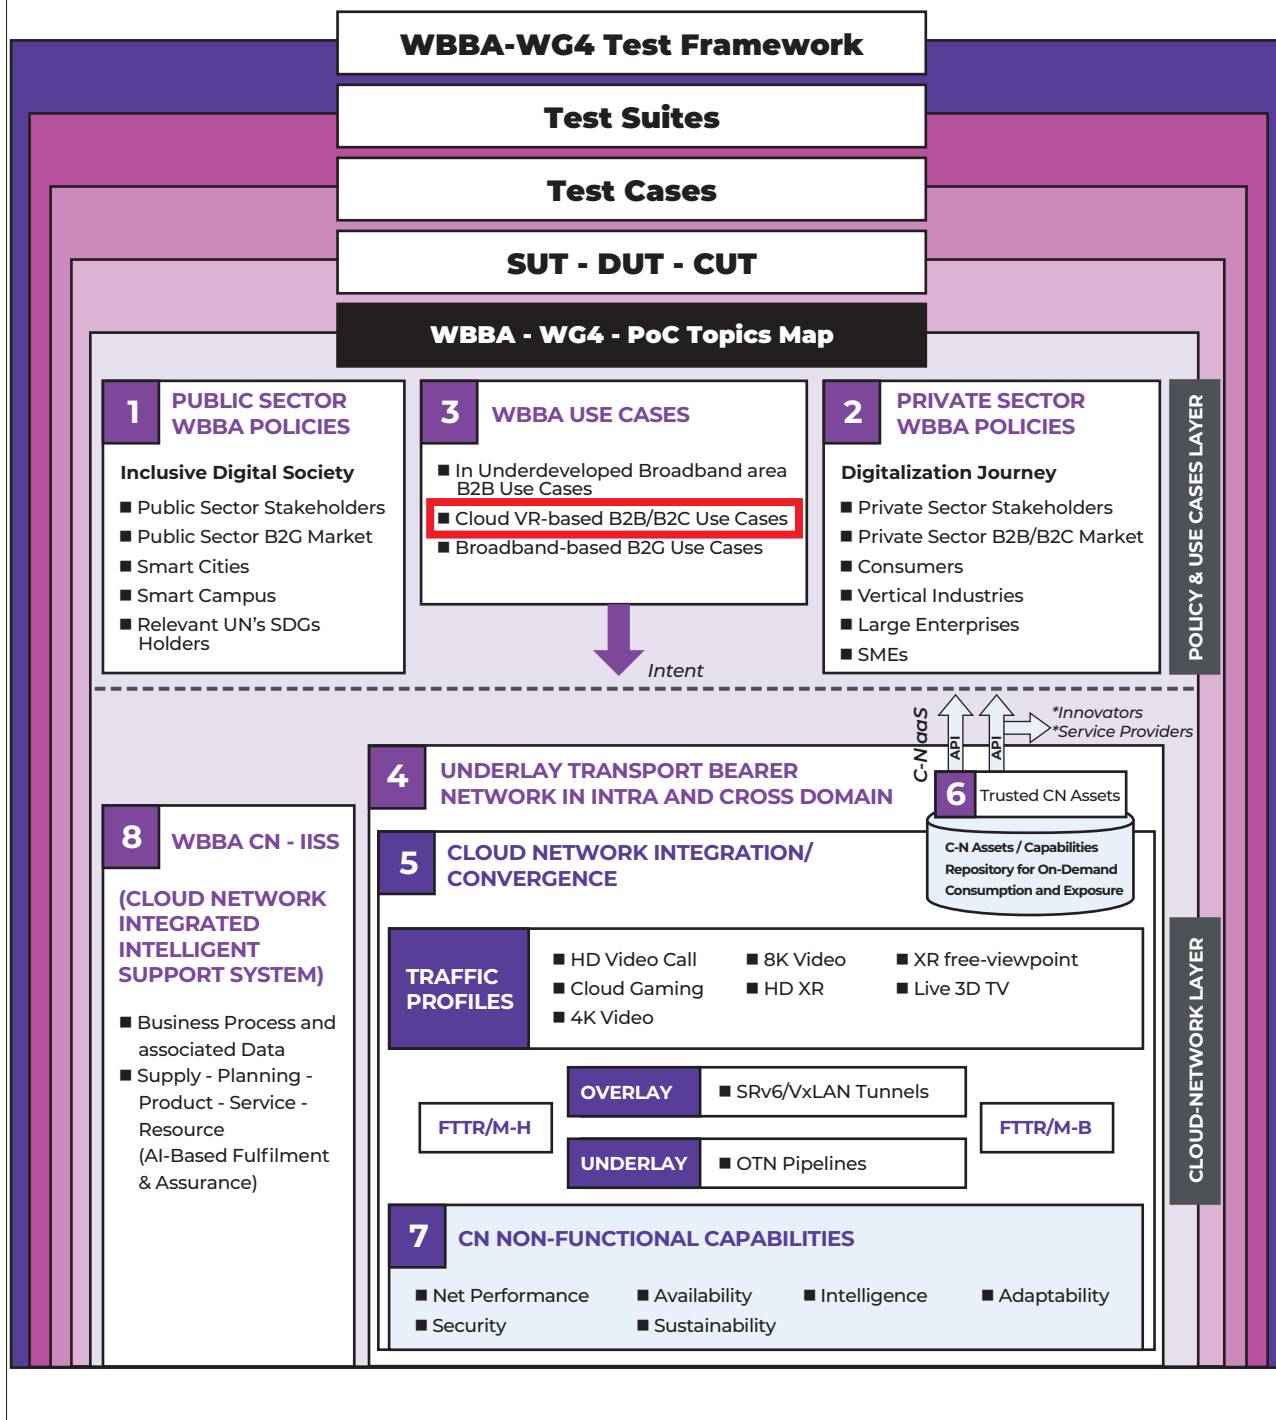 WBBA-WG4 Test Framework
Test Suites
Test Cases
SUT - DUT - CUT
WBBA - WG4 - PoC Topics Map
1
PUBLIC SECTOR
WBBA POLICIES
Inclusive Digital Society
■ Public Sector Stakeholders
■ Public Sector B2G Market
■ Smart Cities
■ Smart Campus
■ Relevant UN's SDGs
Holders
3
WBBA USE CASES
■ In Underdeveloped Broadband area
B2B Use Cases
■ Cloud VR-based B2B/B2C Use Cases
■ Broadband-based B2G Use Cases
Intent
2
PRIVATE SECTOR
WBBA POLICIES
Digitalization Journey
■ Private Sector Stakeholders
■ Private Sector B2B/B2C Market
■ Consumers
■ Vertical Industries
■ Large Enterprises
■ SMEs
POLICY & USE CASES LAYER
C-NaaS
API
API
*Innovators
*Service Providers
4
UNDERLAY TRANSPORT BEARER
NETWORK IN INTRA AND CROSS DOMAIN
6
Trusted CN Assets
C-N Assets / Capabilities
Repository for On-Demand
Consumption and Exposure
8
WBBA CN - IISS
(CLOUD NETWORK
INTEGRATED
INTELLIGENT
SUPPORT SYSTEM)
■ Business Process and
associated Data
■ Supply - Planning -
Product - Service -
Resource
(AI-Based Fulfilment
& Assurance)
5
CLOUD NETWORK INTEGRATION/
CONVERGENCE
TRAFFIC
PROFILES
■ HD Video Call
■ Cloud Gaming
■ 4K Video
■ 8K Video
■ HD XR
■ XR free-viewpoint
■ Live 3D TV
FTTR/M-H
OVERLAY
■ SRv6/VxLAN Tunnels
UNDERLAY
■ OTN Pipelines
FTTR/M-B
7
CN NON-FUNCTIONAL CAPABILITIES
■ Net Performance
■ Availability
■ Intelligence
■ Adaptability
■ Security
■ Sustainability
CLOUD-NETWORK LAYER